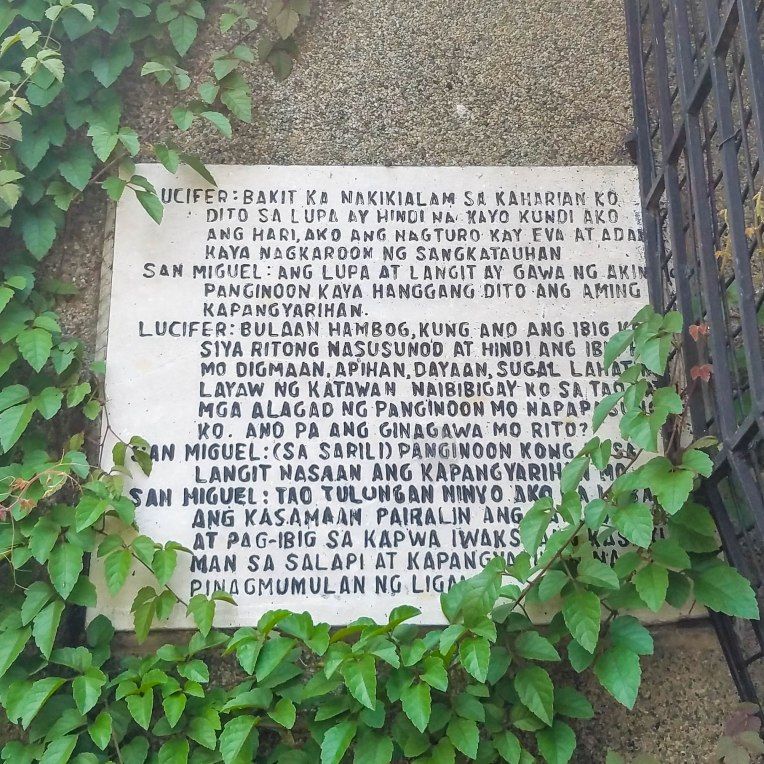 LUCIFER: BAKIT KA NAKIKIALAM SA KAHARIAN KO
DITO SA LUPA AY HINDI NA KAYO KUNDI AKO
ANG HARI, AKO ANG NAGTURO KAY EVA AT ADAN
KAYA NAGKAROON NG SANGKATAUHAN
SAN MIGUEL: ANG LUPA AT LANGIT AY GAWA NG AKIN
PANGINOON KAYA HANGGANG DITO ANG AMING
KAPANGYARIHAN.
LUCIFER: BULAAN HAMBOG, KUNG ANO ANG IBIG
SIYA RITONG NASUSUNOD AT HINDI ANG IBIG
MO DIGMAAN, APIHAN, DAYAAN, SUGAL LAHAT
LAYAW NG KATAWAN NAIBIBIGAY KO SA
MGA ALAGAD NG PANGINOON MO
KO. ANO PA ANG GINAGAWA MO RITO?
SAN MIGUEL: (SA SARILI) PANGINOON KONG
LANGIT NASAAN ANG KAPANGYARIHAN MO
SAN MIGUEL: TAO TULUNGAN NINYO AKO
ANG KASAMAAN PAIRALIN ANG
AT PAG-IBIG SA KAPWA
MAN SA SALAPI AT NA
PINAGMUMULAN NG